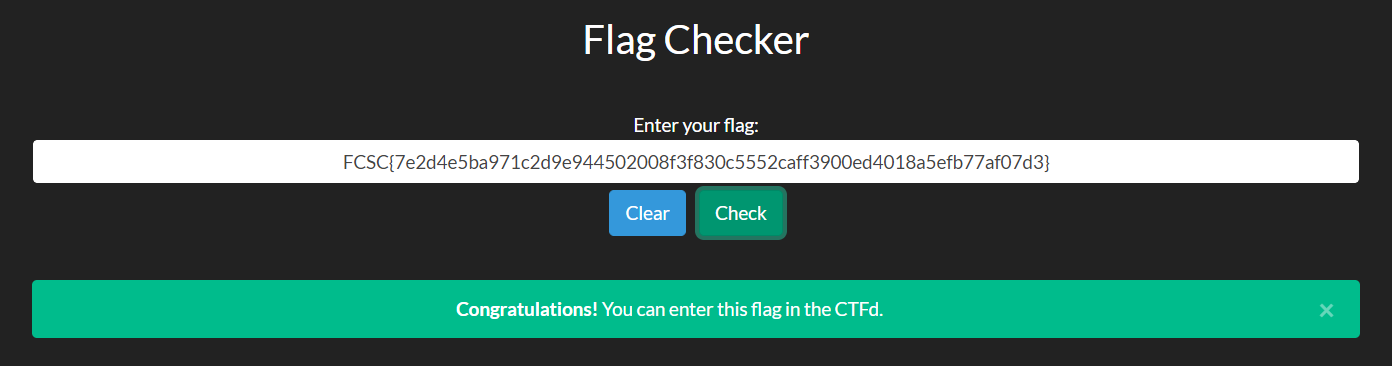 Flag Checker
Enter your flag:
FCSC{7e2d4e5ba971c2d9e944502008f3f830c5552caff3900ed4018a5efb77af07d3}
Clear Check
Congratulations! You can enter this flag in the CTFd. ×